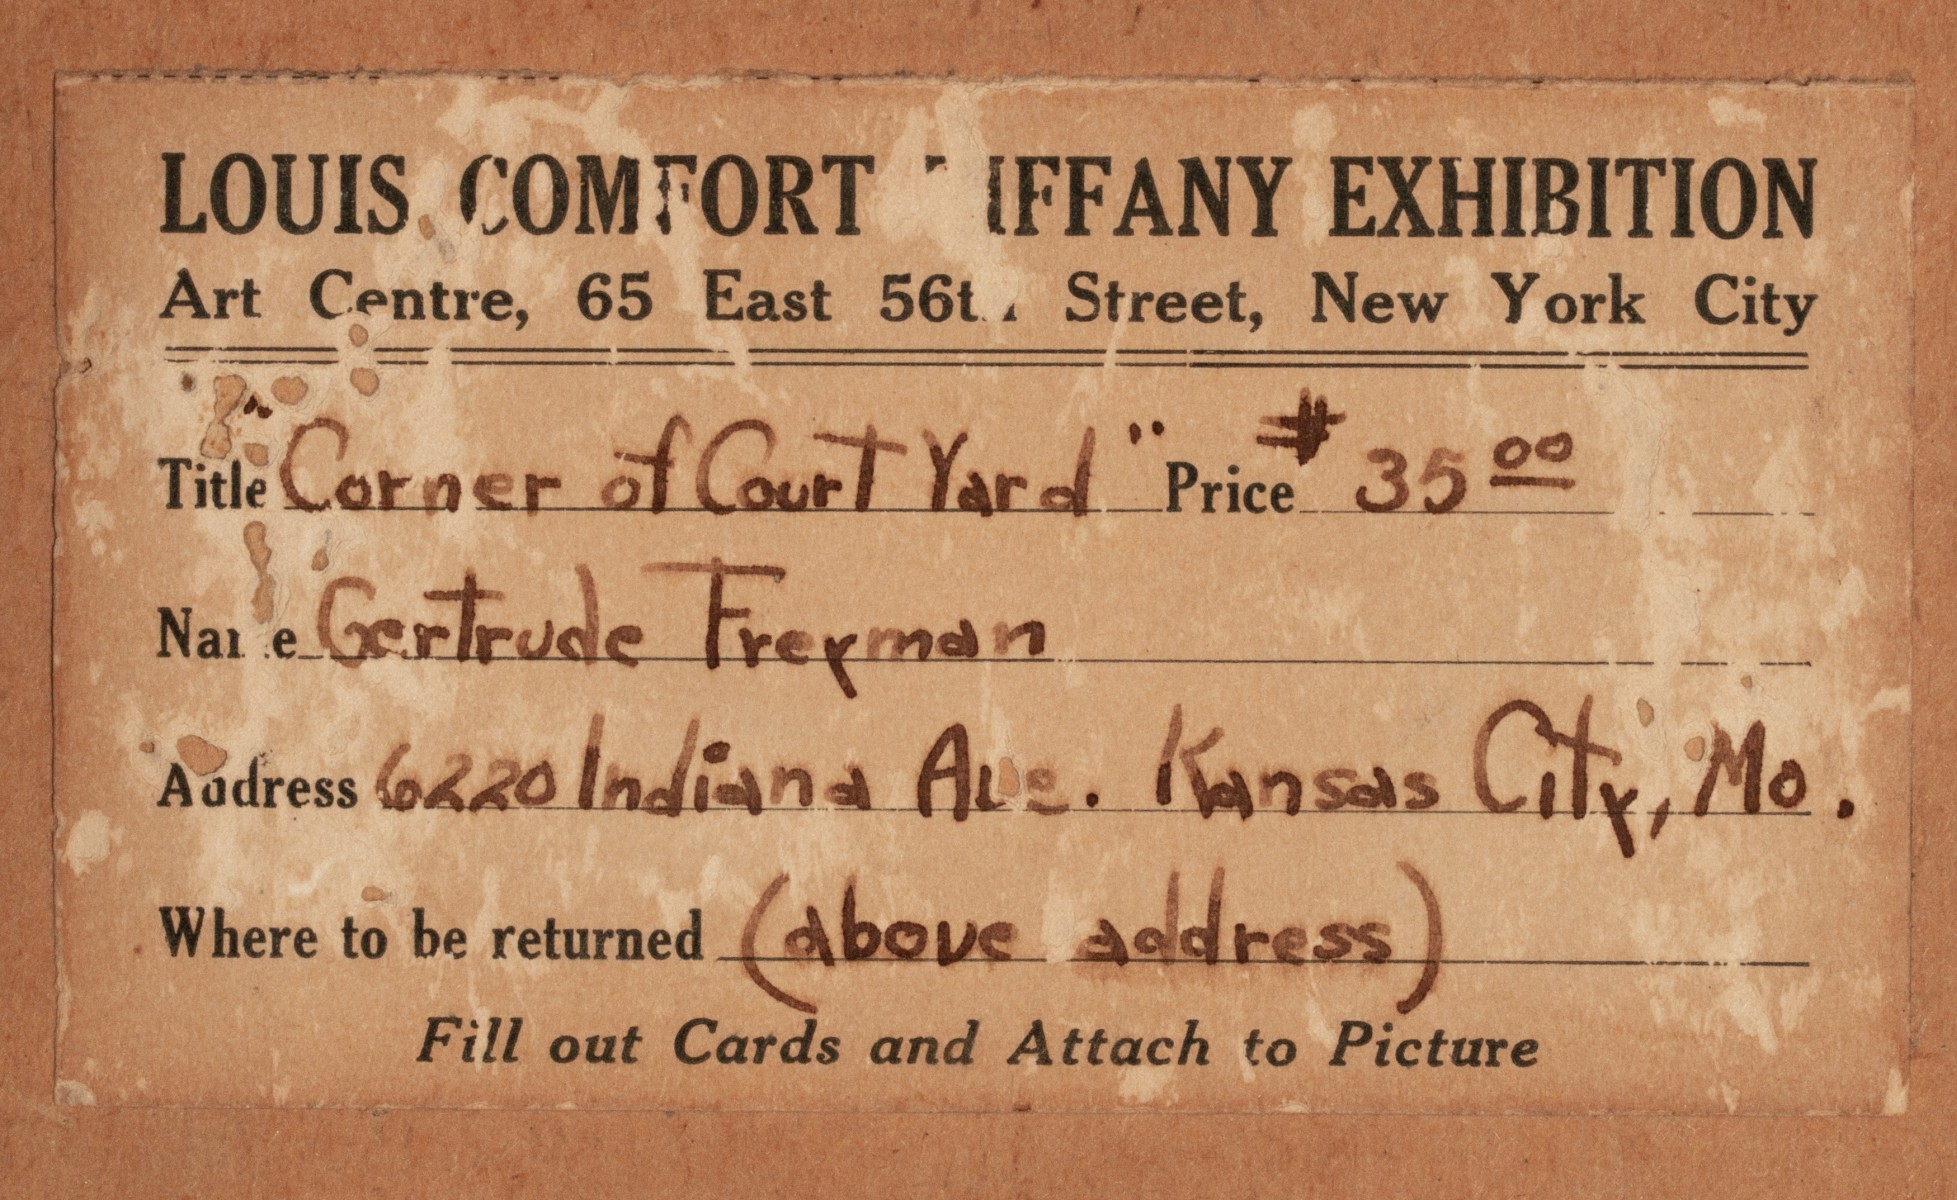 LOUIS COMFORT TIFFANY EXHIBITION
Art Centre, 65 East 56th Street, New York City
Title "Corner of Court Yard" Price # 35 00
Name Gertrude Freyman
Address 6220 Indiana Ave. Kansas City, Mo.
Where to be returned (above address)
Fill out Cards and Attach to Picture